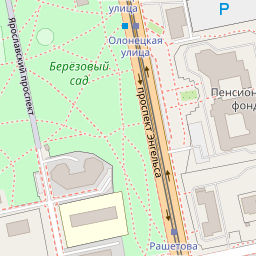 улица
P
Олонецкая
улица
Берёзовый
сад
Ярославский проспект
проспект Энгельса
Пенсион
фонд
Рашетова